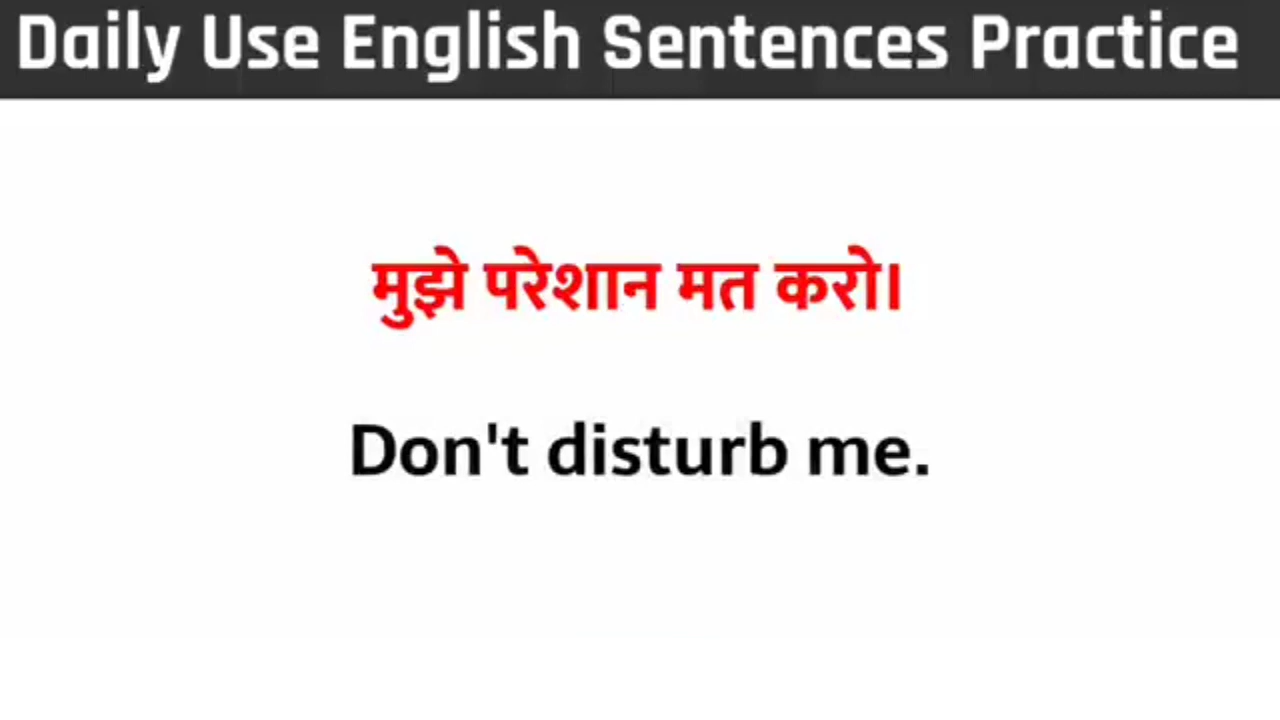 Daily Use English Sentences Practice
मुझे परेशान मत करो।
Don't disturb me.